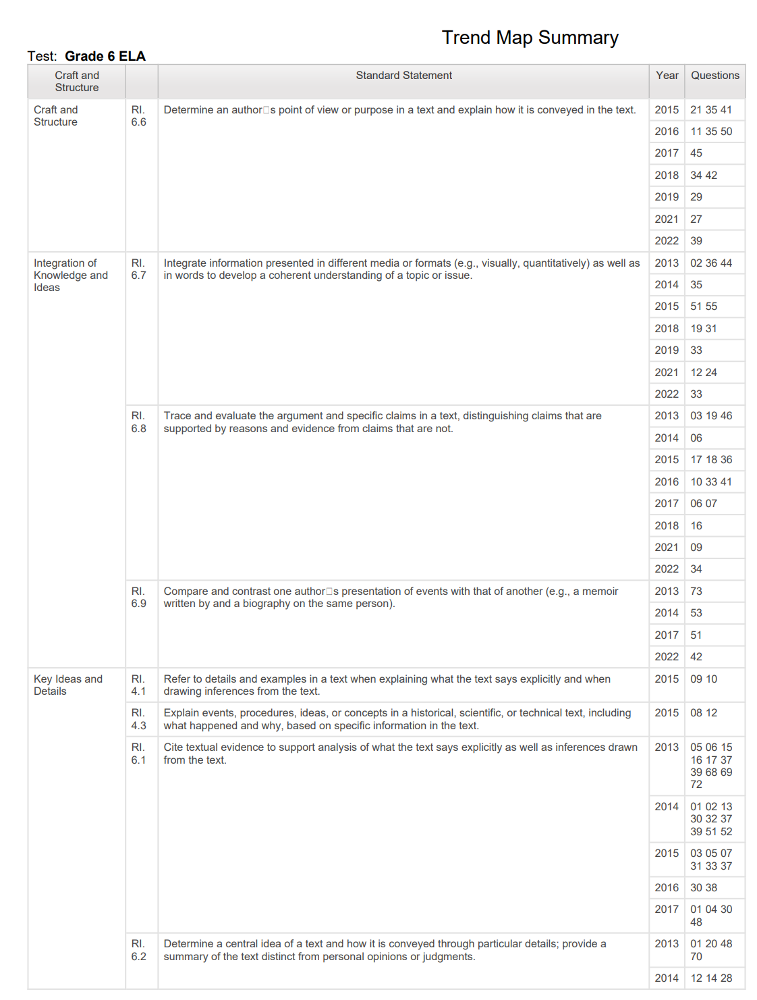 Trend Map Summary
Test: Grade 6 ELA
Craft and Structure Standard Statement Year Questions
Craft and Structure RI. 6.6 Determine an author□s point of view or purpose in a text and explain how it is conveyed in the text. 2015 21 35 41
2016 11 35 50
2017 45
2018 34 42
2019 29
2021 27
2022 39
Integration of Knowledge and Ideas RI. 6.7 Integrate information presented in different media or formats (e.g., visually, quantitatively) as well as in words to develop a coherent understanding of a topic or issue. 2013 02 36 44
2014 35
2015 51 55
2018 19 31
2019 33
2021 12 24
2022 33
RI. 6.8 Trace and evaluate the argument and specific claims in a text, distinguishing claims that are supported by reasons and evidence from claims that are not. 2013 03 19 46
2014 06
2015 17 18 36
2016 10 33 41
2017 06 07
2018 16
2021 09
2022 34
RI. 6.9 Compare and contrast one author□s presentation of events with that of another (e.g., a memoir written by and a biography on the same person). 2013 73
2014 53
2017 51
2022 42
Key Ideas and Details RI. 4.1 Refer to details and examples in a text when explaining what the text says explicitly and when drawing inferences from the text. 2015 09 10
RI. 4.3 Explain events, procedures, ideas, or concepts in a historical, scientific, or technical text, including what happened and why, based on specific information in the text. 2015 08 12
RI. 6.1 Cite textual evidence to support analysis of what the text says explicitly as well as inferences drawn from the text. 2013 05 06 15
16 17 37
39 68 69
72
2014 01 02 13
30 32 37
39 51 52
2015 03 05 07
31 33 37
2016 30 38
2017 01 04 30
48
RI. 6.2 Determine a central idea of a text and how it is conveyed through particular details; provide a summary of the text distinct from personal opinions or judgments. 2013 01 20 48
70
2014 12 14 28